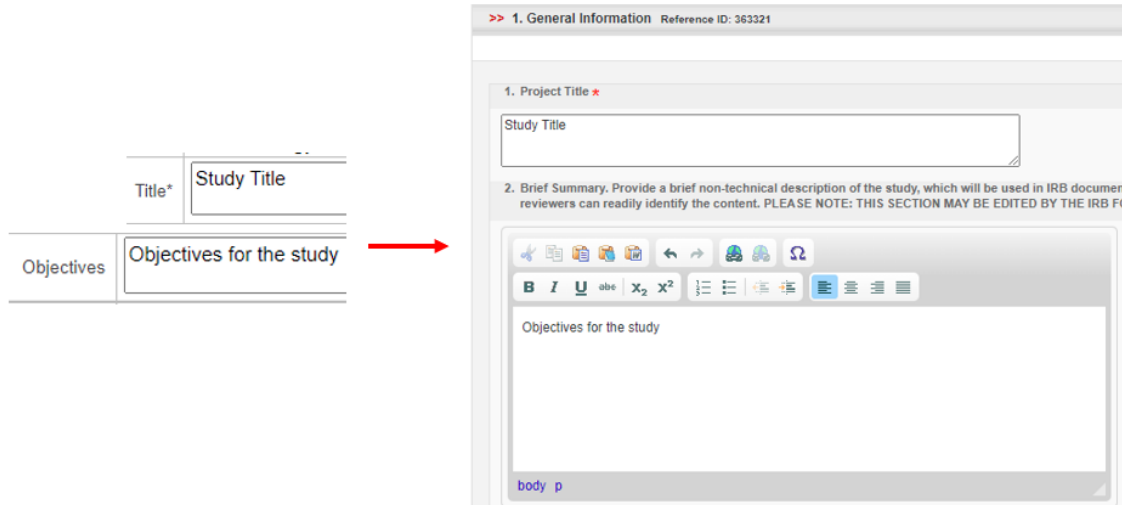 Title*
Study Title
Objectives
Objectives for the study
>> 1. General Information Reference ID: 363321
1. Project Title *
Study Title
2. Brief Summary. Provide a brief non-technical description of the study, which will be used in IRB
reviewers can readily identify the content. PLEASE NOTE: THIS SECTION MAY BE EDITED BY THE IRB
Ω
B I U abc X₂ X²
Objectives for the study
body p